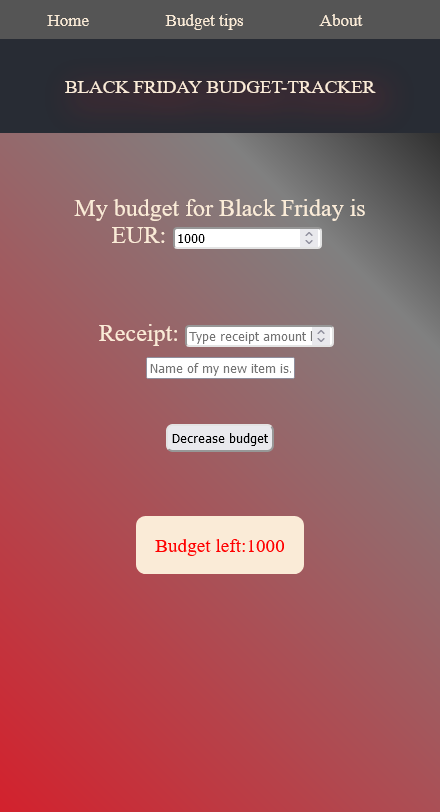 Home Budget tips About
BLACK FRIDAY BUDGET-TRACKER
My budget for Black Friday is
EUR: 1000
Receipt: Type receipt amount
Name of my new item is.
Decrease budget
Budget left:1000